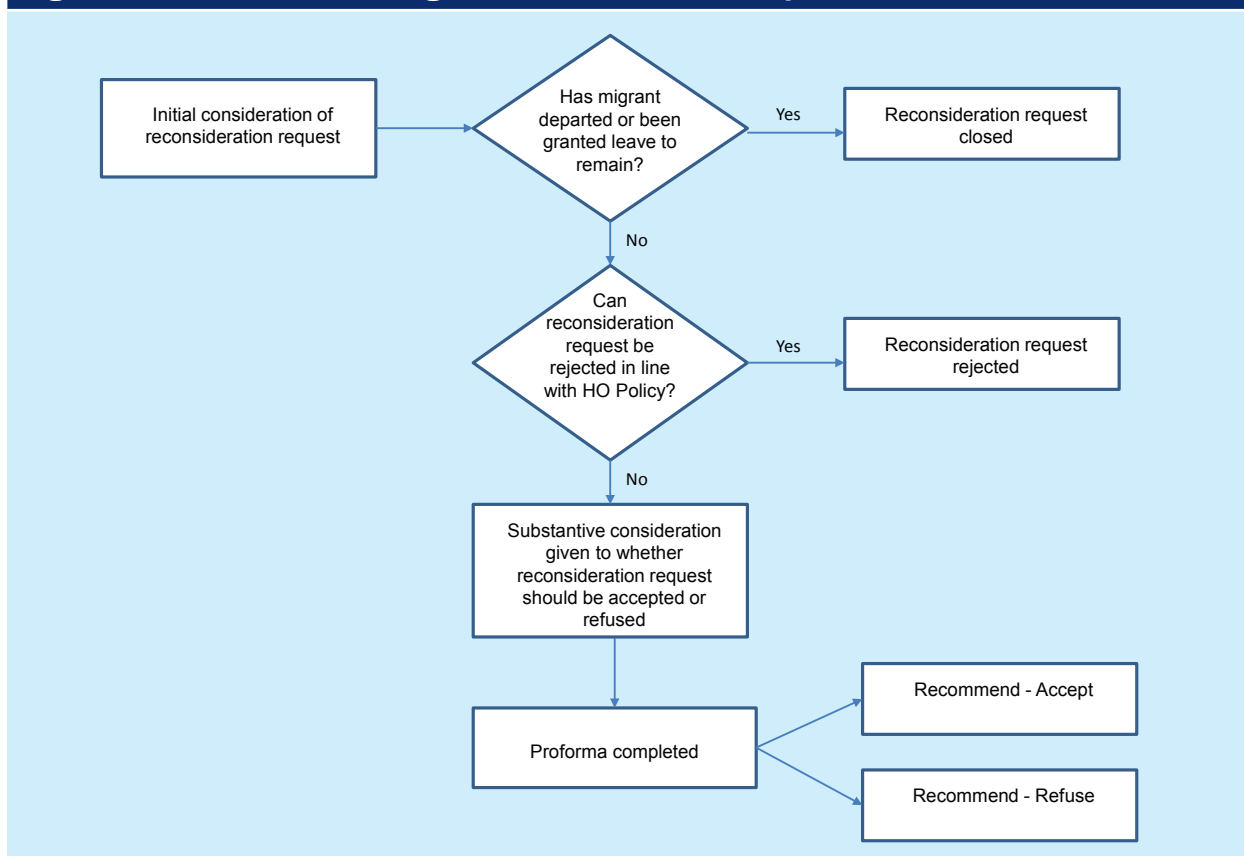 Initial consideration of
reconsideration request
Has migrant
departed or been
granted leave to
remain?
Yes
Reconsideration request
closed
No
Can
reconsideration
request be
rejected in line
with HO Policy?
Yes
Reconsideration request
rejected
No
Substantive consideration
given to whether
reconsideration request
should be accepted or
refused
Proforma completed
Recommend - Accept
Recommend - Refuse